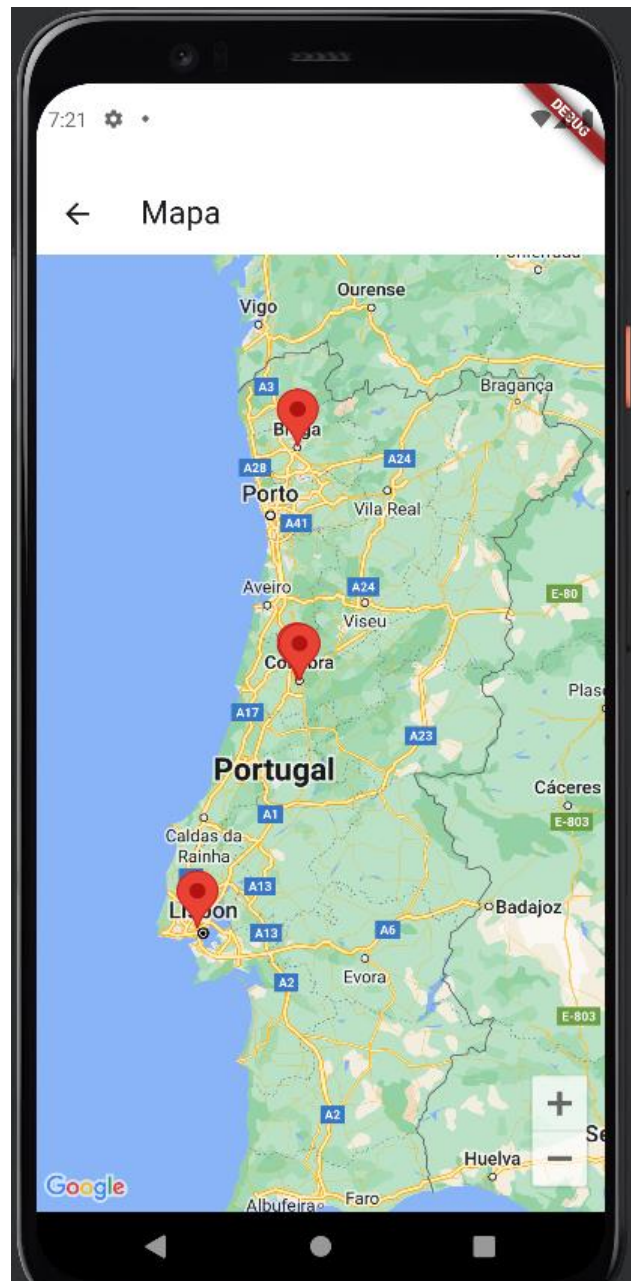 7:21
DEBUG
Mapa
Ourense
Vigo
A3
Bragança
A28
A24
Porto
Vila Real
A41
Aveiro
A24
E-80
Viseu
A17
A23
Portugal
Cáceres
A1
E-803
Caldas da
Rainha
A13
Badajoz
A13
A6
Evora
A2
E-803
A2
Huelva
Google
Albufeira
Faro